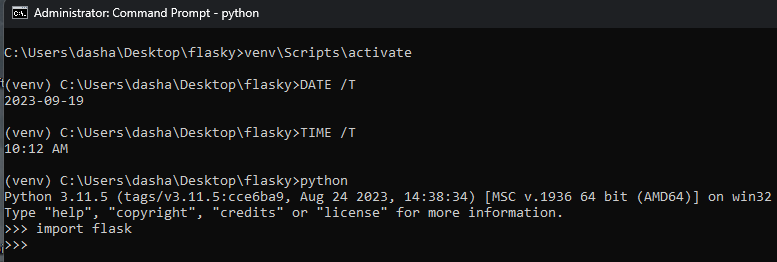 Administrator: Command Prompt - python
C:\Users\dasha\Desktop\flasky>venv\Scripts\activate
(venv) C:\Users\dasha\Desktop\flasky>DATE /T
2023-09-19
(venv) C:\Users\dasha\Desktop\flasky>TIME /T
10:12 AM
(venv) C:\Users\dasha\Desktop\flasky>python
Python 3.11.5 (tags/v3.11.5:cce6ba9, Aug 24 2023, 14:38:34) [MSC v.1936 64 bit (AMD64)] on win32
Type "help", "copyright", "credits" or "license" for more information.
>>> import flask
>>>